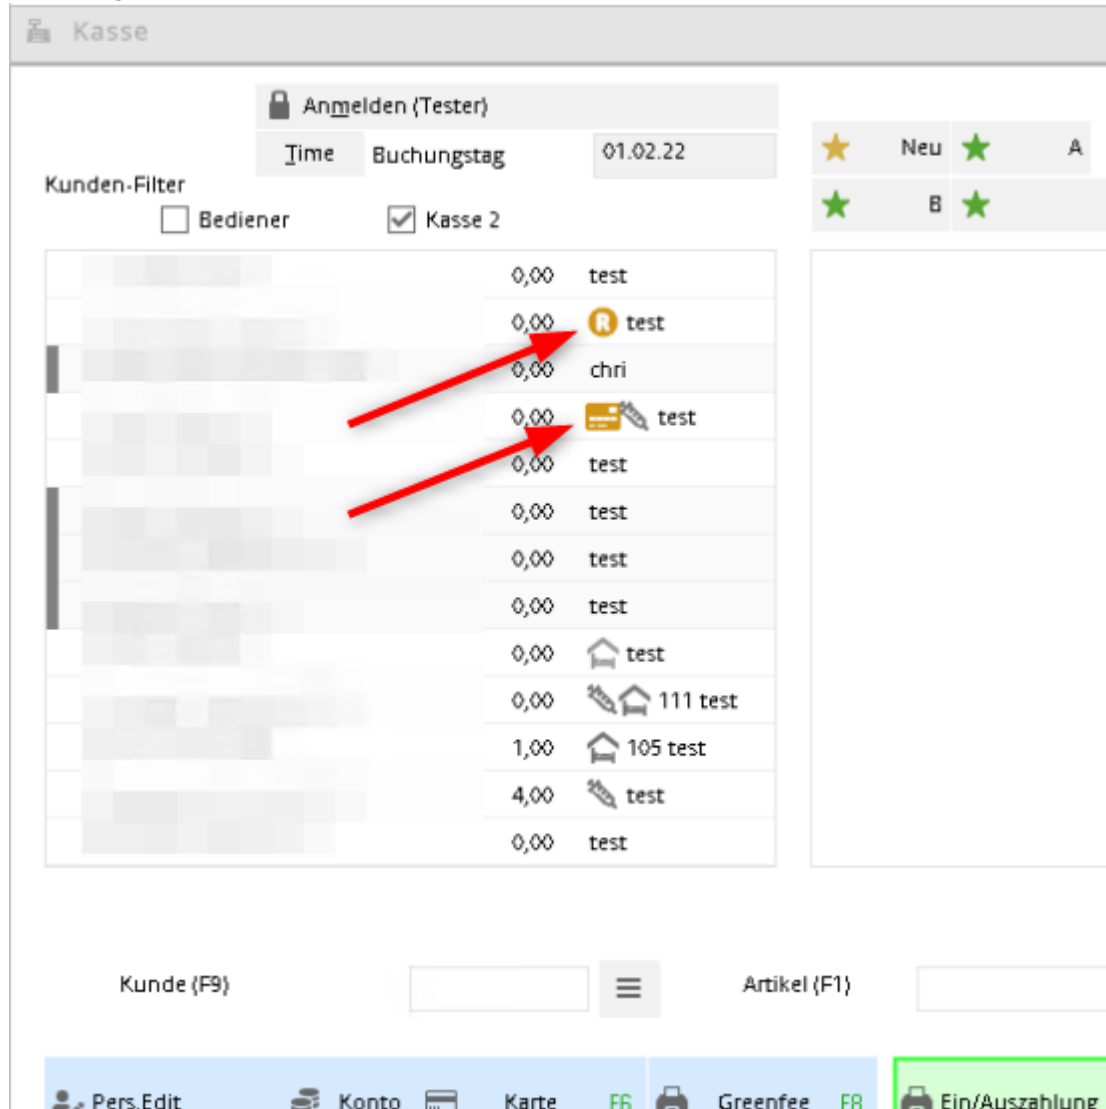 Kasse
Anmelden (Tester)
Time Buchungstag 01.02.22
Neu A
Kunden-Filter
B
Bediener Kasse 2
0,00 test
0,00 R test
0,00 chri
0,00 test
0,00 test
0,00 test
0,00 test
0,00 test
0,00 test
0,00 111 test
1,00 105 test
4,00 test
0,00 test
Kunde (F9) Artikel (F1)
Pers.Edit Konto Karte F6 Greenfee F8 Ein/Auszahlung